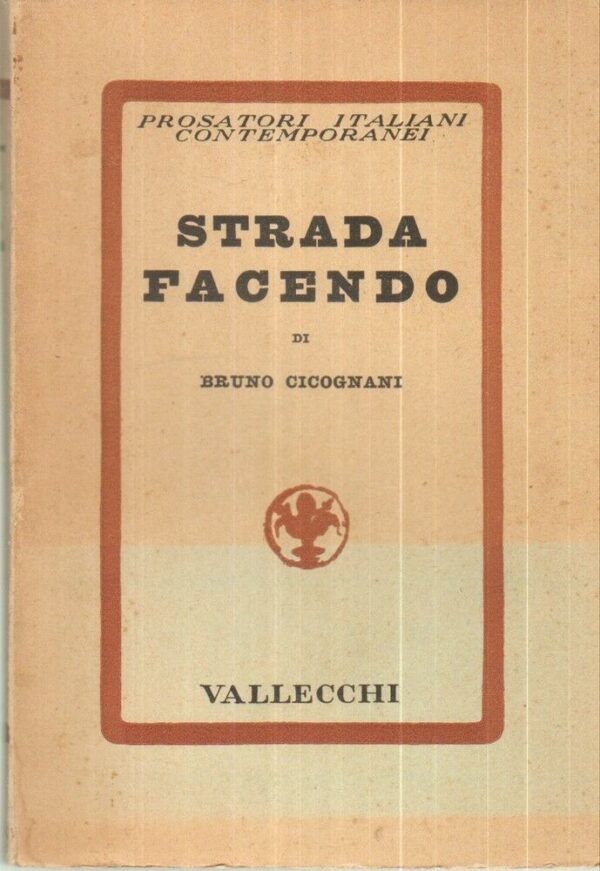 PROSATORI ITALIANI
CONTEMPORANEI
STRADA
FACENDO
DI
BRUNO CICOGNANI
VALLECCHI